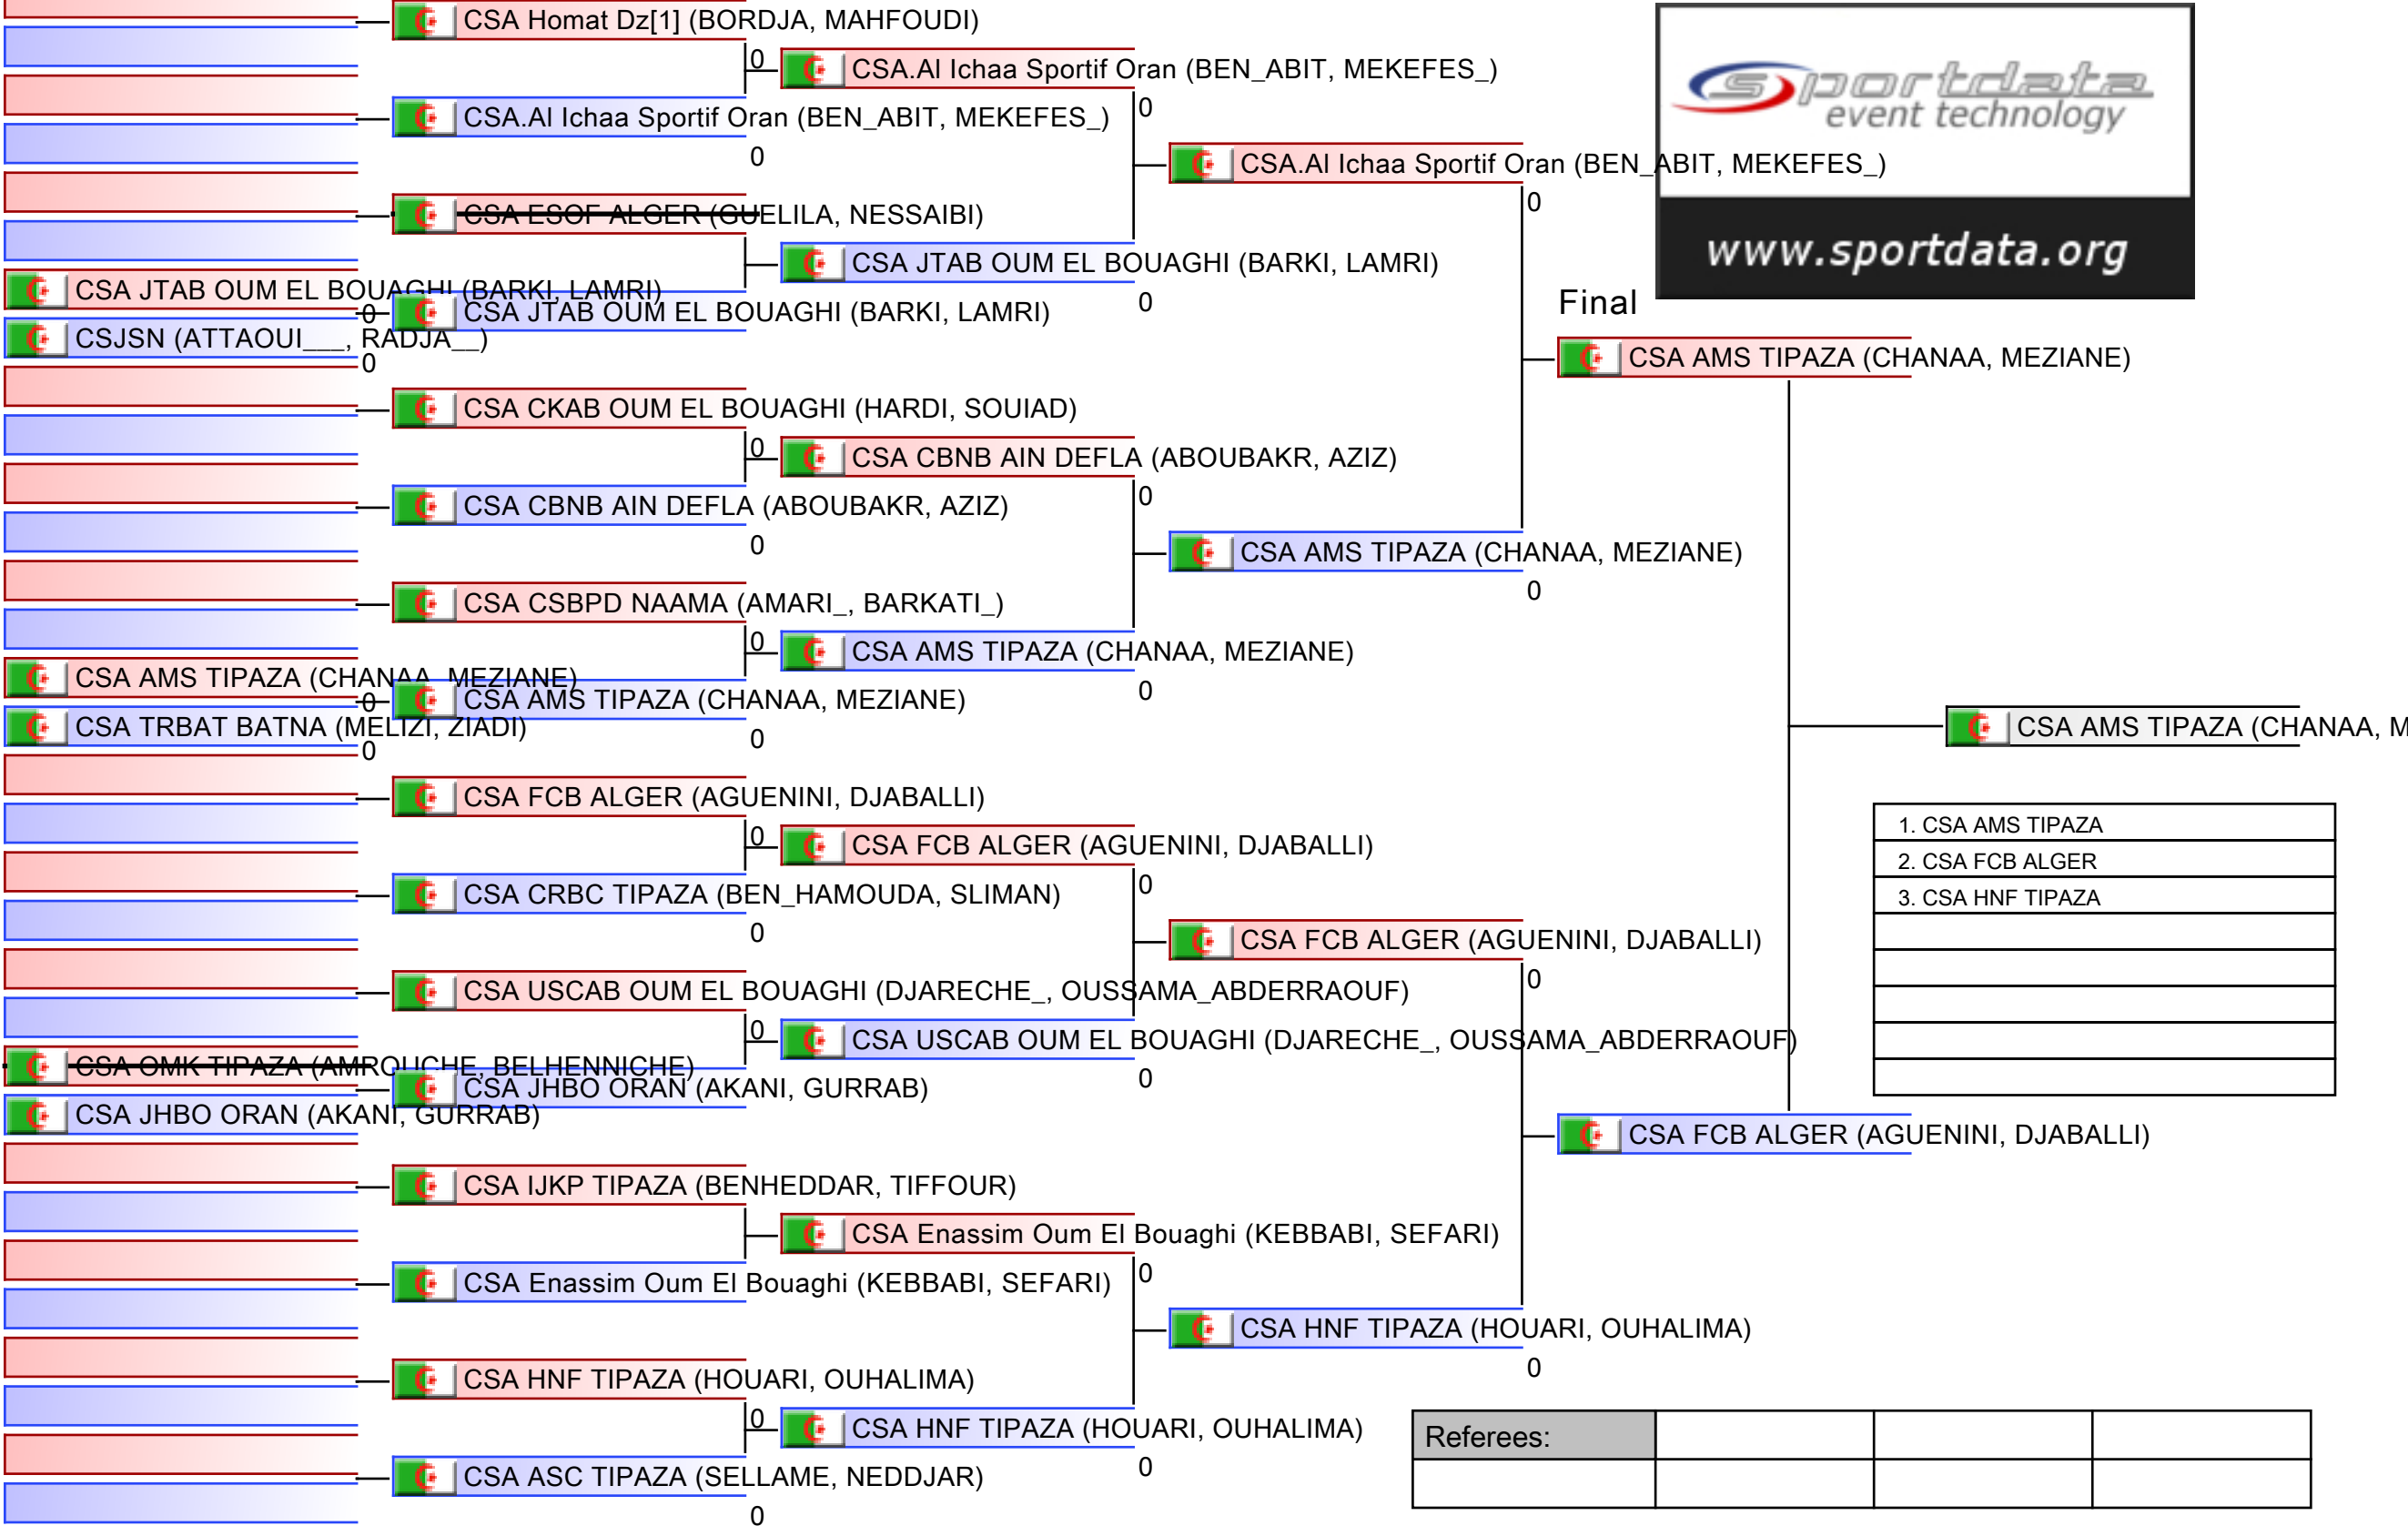 CSA Homat Dz[1] (BORDJA, MAHFOUDI)
0
CSA.Al Ichaa Sportif Oran (BEN_ABIT, MEKEFES_)
0
CSA.Al Ichaa Sportif Oran (BEN_ABIT, MEKEFES_)
0
sportdata
event technology
www.sportdata.org
CSA.Al Ichaa Sportif Oran (BEN_ABIT, MEKEFES_)
0
CSA ESOF ALGER (GUELILA, NESSAIBI)
CSA JTAB OUM EL BOUAGHI (BARKI, LAMRI)
0
CSA JTAB OUM EL BOUAGHI (BARKI, LAMRI)
0
CSA JTAB OUM EL BOUAGHI (BARKI, LAMRI)
CSJSN (ATTAOUI___, RADJA__)
0
Final
CSA AMS TIPAZA (CHANAA, MEZIANE)
CSA CKAB OUM EL BOUAGHI (HARDI, SOUIAD)
0
CSA CBNB AIN DEFLA (ABOUBAKR, AZIZ)
0
CSA CBNB AIN DEFLA (ABOUBAKR, AZIZ)
0
CSA AMS TIPAZA (CHANAA, MEZIANE)
0
CSA CSBPD NAAMA (AMARI_, BARKATI_)
0
CSA AMS TIPAZA (CHANAA, MEZIANE)
0
CSA AMS TIPAZA (CHANAA, MEZIANE)
0
CSA AMS TIPAZA (CHANAA, MEZIANE)
0
CSA TRBAT BATNA (MELIZI, ZIADI)
0
CSA AMS TIPAZA (CHANAA, M
CSA FCB ALGER (AGUENINI, DJABALLI)
0
CSA FCB ALGER (AGUENINI, DJABALLI)
0
CSA CRBC TIPAZA (BEN_HAMOUDA, SLIMAN)
0
1. CSA AMS TIPAZA
2. CSA FCB ALGER
3. CSA HNF TIPAZA
CSA FCB ALGER (AGUENINI, DJABALLI)
0
CSA USCAB OUM EL BOUAGHI (DJARECHE_, OUSSAMA_ABDERRAOUF)
0
CSA USCAB OUM EL BOUAGHI (DJARECHE_, OUSSAMA_ABDERRAOUF)
0
CSA OMK TIPAZA (AMROUCHE, BELHENNICHE)
CSA JHBO ORAN (AKANI, GURRAB)
CSA JHBO ORAN (AKANI, GURRAB)
CSA FCB ALGER (AGUENINI, DJABALLI)
CSA IJKP TIPAZA (BENHEDDAR, TIFFOUR)
CSA Enassim Oum El Bouaghi (KEBBABI, SEFARI)
0
CSA Enassim Oum El Bouaghi (KEBBABI, SEFARI)
CSA HNF TIPAZA (HOUARI, OUHALIMA)
0
CSA HNF TIPAZA (HOUARI, OUHALIMA)
0
CSA HNF TIPAZA (HOUARI, OUHALIMA)
0
CSA ASC TIPAZA (SELLAME, NEDDJAR)
0
Referees: